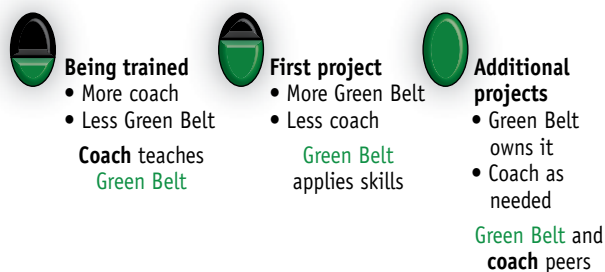 Being trained
• More coach
• Less Green Belt
Coach teaches
Green Belt
First project
• More Green Belt
• Less coach
Green Belt
applies skills
Additional
projects
• Green Belt
owns it
• Coach as
needed
Green Belt and
coach peers